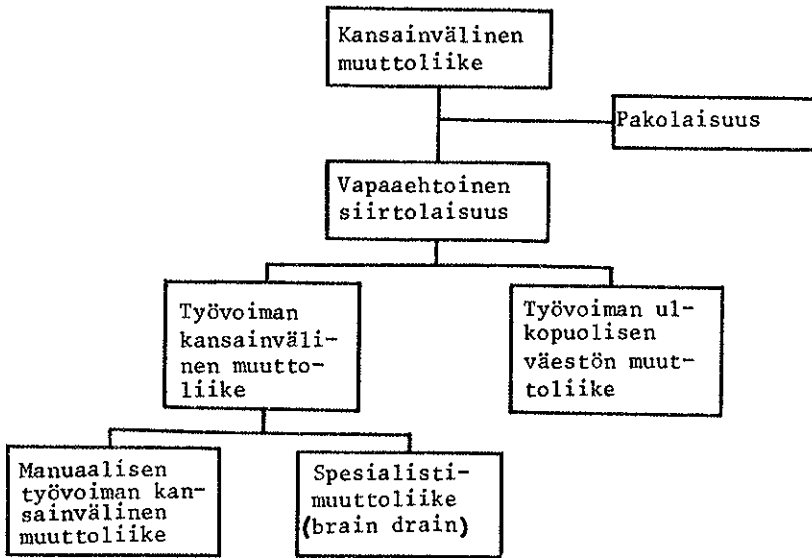 Kansainvälinen
muuttoliike
Pakolaisuus
Vapaaehtoinen
siirtolaisuus
Työvoiman
kansainväli-
nen muutto-
liike
Työvoiman ul-
kopuolisen
väestön muut-
toliike
Manuaalisen
työvoiman kan-
sainvälinen
muuttoliike
Spesialisti-
muuttoliike
(brain drain)